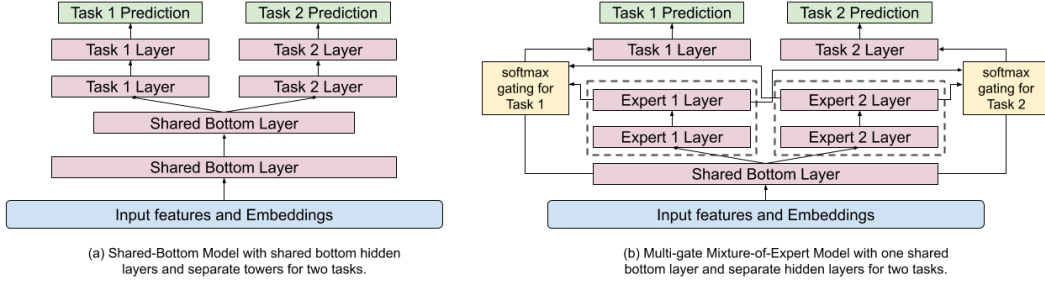 Task 1 Prediction
Task 2 Prediction
Task 1 Layer
Task 2 Layer
Task 1 Layer
Task 2 Layer
Shared Bottom Layer
Shared Bottom Layer
Input features and Embeddings
(a) Shared-Bottom Model with shared bottom hidden
layers and separate towers for two tasks.
Task 1 Prediction
Task 2 Prediction
Task 1 Layer
Task 2 Layer
softmax
gating for
Task 1
softmax
gating for
Task 2
Expert 1 Layer
Expert 2 Layer
Expert 1 Layer
Expert 2 Layer
Shared Bottom Layer
Input features and Embeddings
(b) Multi-gate Mixture-of-Expert Model with one shared
bottom layer and separate hidden layers for two tasks.